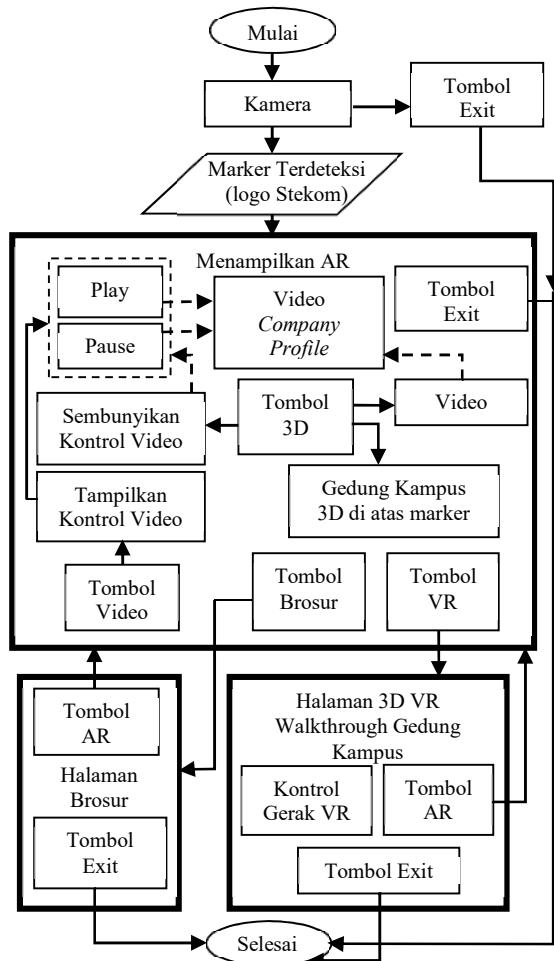 Mulai
Kamera
Tombol
Exit
Marker Terdeteksi
(logo Stekom)
Menampilkan AR
Play
Pause
Video
Company
Profile
Tombol
Exit
Sembunyikan
Kontrol Video
Tombol
3D
Video
Tampilkan
Kontrol Video
Gedung Kampus
3D di atas marker
Tombol
Video
Tombol
Brosur
Tombol
VR
Tombol
AR
Halaman
Brosur
Tombol
Exit
Halaman 3D VR
Walkthrough Gedung
Kampus
Kontrol
Gerak VR
Tombol
AR
Tombol Exit
Selesai